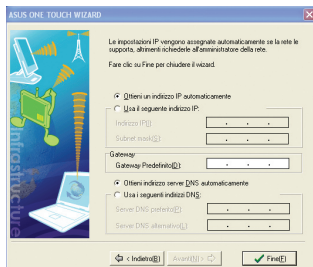 ASUS ONE TOUCH WIZARD
Le impostazioni IP vengono assegnate automaticamente se la rete le
supporta, altrimenti richiederle all'amministratore della rete.
Fare clic su Fine per chiudere il wizard.
Ottieni un indirizzo IP automaticamente
Usa il seguente indirizzo IP:
Indirizzo IP(S):
Subnet mask(S):
Gateway
Gateway Predefinito(D):
Ottieni indirizzo server DNS automaticamente
Usa i seguenti indirizzi DNS:
Server DNS preferito(P):
Server DNS alternativo(L):
< Indietro(B)
Avanti(N) >
Fine(F)
Infrastructure